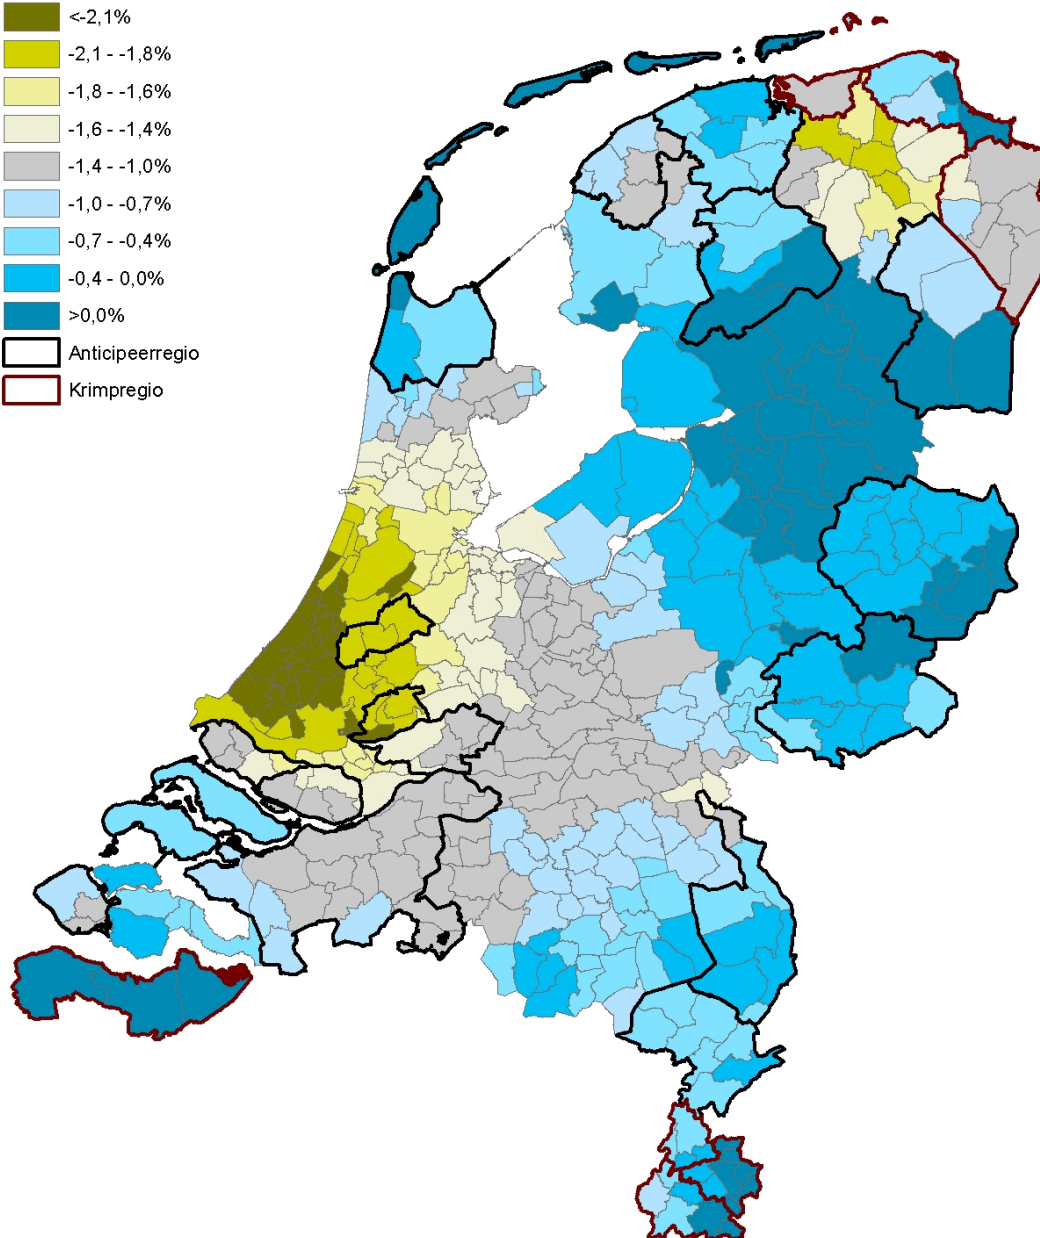 <-2,1%
-2,1 - -1,8%
-1,8 - -1,6%
-1,6 - -1,4%
-1,4 - -1,0%
-1,0 - -0,7%
-0,7 - -0,4%
-0,4 - 0,0%
>0,0%
Anticipeerregio
Krimpregio